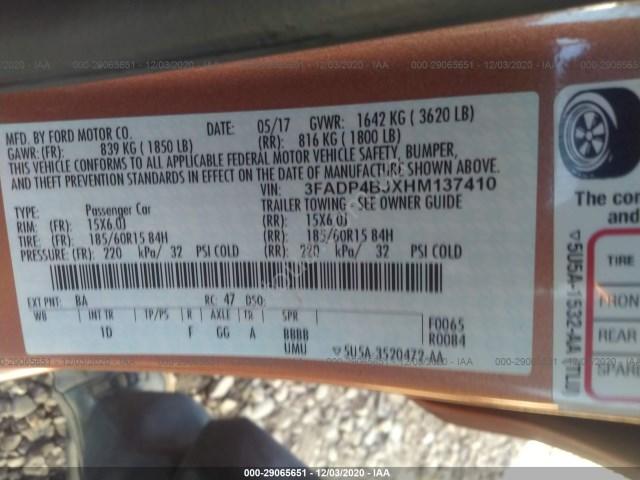 000-29065651 - 12/03/2020 - IAA
MFD. BY FORD MOTOR CO. DATE: 05/17 GVWR: 1642 KG ( 3620 LB)
GAWR:(FR): 839 KG ( 1850 LB) (RR): 816 KG ( 1800 LB)
THIS VEHICLE CONFORMS TO ALL APPLICABLE FEDERAL MOTOR VEHICLE SAFETY, BUMPER,
AND THEFT PREVENTION STANDARDS IN EFFECT ON THE DATE OF MANUFACTURE SHOWN ABOVE.
VIN: 3FADP4BJXHM137410
TYPE: Passenger Car TRAILER TOWING - SEE OWNER GUIDE
RIM: (FR): 15X6.0J (RR): 15X6.0J
TIRE: (FR): 185/60R15 84H (RR): 185/60R15 84H
PRESSURE: (FR): 220 kPa/ 32 PSI COLD (RR): 220 kPa/ 32 PSI COLD
EXT PNT: BA RC: 47 DSO:
WB INT TR TP/PS R AXLE TR SPR
1D F GG A BBBB
UMU
F0065
R0084
▽5U5A-3520472-AA
The con
and
▽5U5A-1532-AA (TLJ)
TIRE
FRONT
REAR
SPARE
000-29065651 - 12/03/2020 - IAA